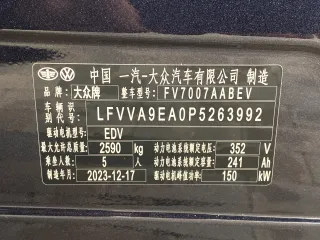 中国 一汽-大众汽车有限公司 制造
品牌: 大众牌 整车型号: FV7007AABEV
车辆识别代号: LFVVA9EA0P5263992
驱动电机型号: EDV
最大允许总质量: 2590 kg 动力电池系统额定电压: 352 V
乘坐人数: 5 人 动力电池系统额定容量: 241 Ah
制造年月: 2023-12-17 驱动电机峰值功率: 150 kW